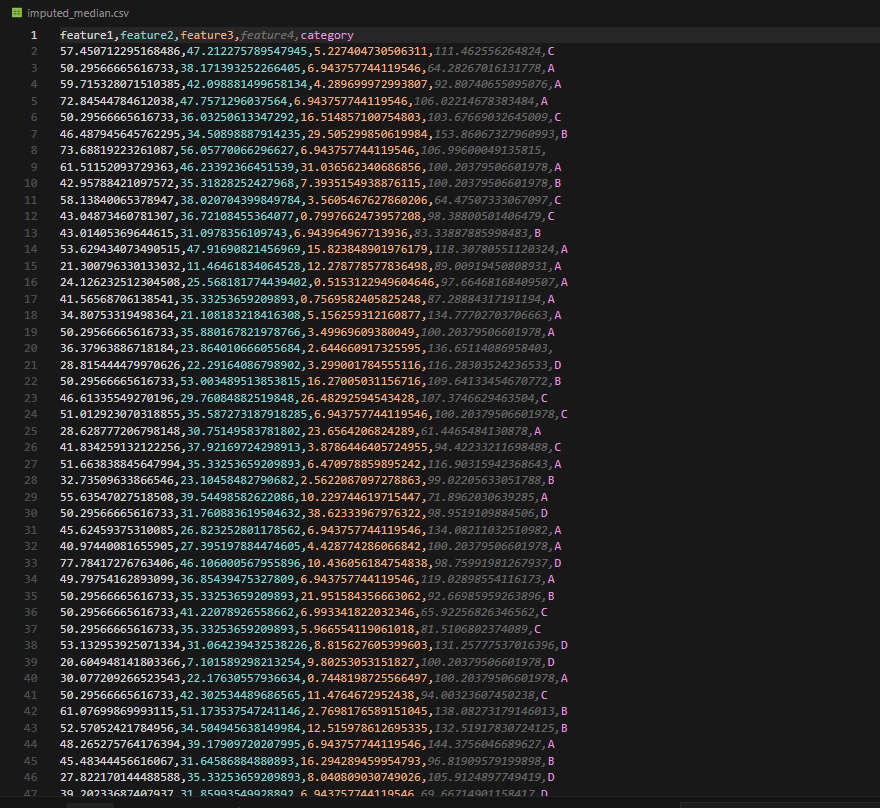 imputed_median.csv
1 feature1,feature2,feature3,feature4,category
2 57.450712295168486,47.212275789547945,5.227404730506311,111.462556264824,C
3 50.29566665616733,38.171393252266405,6.943757744119546,64.28267016131778,A
4 59.715328071510385,42.098881499658134,4.289699972993807,92.80740655095076,A
5 72.84544784612038,47.7571296037564,6.943757744119546,106.02214678383484,A
6 50.29566665616733,36.03250613347292,16.514857100754803,103.67669032645009,C
7 46.487945645762295,34.50898887914235,29.505299850619984,153.86067327960993,B
8 73.68819223261087,56.05770066296627,6.943757744119546,106.99600049135815,
9 61.51152093729363,46.23392366451539,31.036562340686856,100.20379506601978,A
10 42.95788421097572,35.31828252427968,7.3935154938876115,100.20379506601978,B
11 58.13840065378947,38.020704399849784,3.5605467627860206,64.47507333067097,C
12 43.04873460781307,36.72108455364077,0.7997662473957208,98.38800501406479,C
13 43.01405369644615,31.0978356109743,6.943964967713936,83.33887885998483,B
14 53.629434073490515,47.91690821456969,15.823848901976179,118.30780551120324,A
15 21.300796330133032,11.46461834064528,12.278778577836498,89.00919450808931,A
16 24.126232512304508,25.568181774439402,0.5153122949604646,97.66468168409507,A
17 41.56568706138541,35.33253659209893,0.7569582405825248,87.28884317191194,A
18 34.80753319498364,21.108183218416308,5.156259312160877,134.77702703706663,A
19 50.29566665616733,35.880167821978766,3.49969609380049,100.20379506601978,A
20 36.37963886718184,23.864010666055684,2.644660917325595,136.65114086958403,
21 28.815444479970626,22.29164086798902,3.299001784555116,116.28303524236533,D
22 50.29566665616733,53.003489513853815,16.27005031156716,109.64133454670772,B
23 46.61335549270196,29.76084882519848,26.48292594543428,107.3746629463504,C
24 51.012923070318855,35.587273187918285,6.943757744119546,100.20379506601978,C
25 28.628777206798148,30.75149583781802,23.6564206824289,61.4465484130878,A
26 41.834259132122256,37.92169724298913,3.8786446405724955,94.42233211698488,C
27 51.663838845647994,35.33253659209893,6.470978859895242,116.90315942368643,A
28 32.73509633866546,23.10458482790682,2.5622087097278863,99.02205633051788,B
29 55.63547027518508,39.54498582622086,10.229744619715447,71.8962030639285,A
30 50.29566665616733,31.760883619504632,38.62333967976322,98.9519109884506,D
31 45.62459375310085,26.823252801178562,6.943757744119546,134.08211032510982,A
32 40.97440081655905,27.395197884474605,4.428774286066842,100.20379506601978,A
33 77.78417276763406,46.106000567955896,10.436056184754838,98.75991981267937,D
34 49.79754162893099,36.85439475327809,6.943757744119546,119.02898554116173,A
35 50.29566665616733,35.33253659209893,21.951584356663062,92.66985959263896,B
36 50.29566665616733,41.22078926558662,6.993341822032346,65.92256826346562,C
37 50.29566665616733,35.33253659209893,5.966554119061018,81.5106802374089,C
38 53.132953925071334,31.064239432538226,8.815627605399603,131.25777537016396,D
39 20.604948141803366,7.101589298213254,9.80253053151827,100.20379506601978,D
40 30.077209266523543,22.17630557936634,0.7448198725566497,100.20379506601978,A
41 50.29566665616733,42.302534489686565,11.4764672952438,94.00323607450238,C
42 61.07699869993115,51.173537547241146,2.7698176589151045,138.08273179146013,B
43 52.57052421784956,34.504945638149984,12.515978612695335,132.51917830724125,B
44 48.265275764176394,39.17909720207995,6.943757744119546,144.3756046689627,A
45 45.48344456616067,31.64586884880893,16.294289459954793,96.81909579199898,B
46 27.822170144488588,35.33253659209893,8.040809030749026,105.9124897749419,D
47 39.20233687407937,31.85993549928892,6.943757744119546,69.66714901158417,D